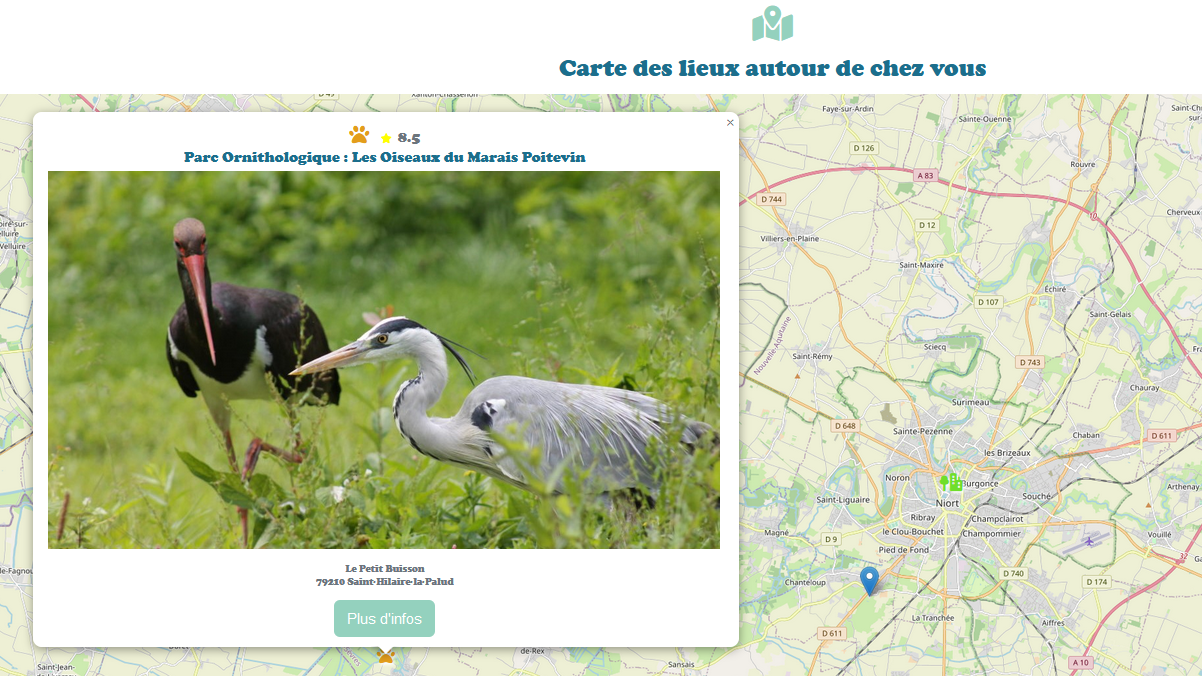 Carte des lieux autour de chez vous
×
8.5
Parc Ornithologique : Les Oiseaux du Marais Poitevin
Le Petit Buisson
79210 Saint-Hilaire-la-Palud
Plus d'infos
Xanton-Chassenon
Faye-sur-Ardin
Sainte-Ouenne
D 126
Rouvre
A 83
D 744
Cherveux
D 12
Villiers-en-Plaine
Velluire
Saint-Maxire
Échiré
D 107
Saint-Gelais
Nouvelle-Aquitaine
Sciecq
Saint-Rémy
D 743
Chauray
Surimeau
D 648
Sainte-Pezenne
Chaban
D 611
les Brizeaux
Noron
Burgonce
Arthenay
Souché
Saint-Liguaire
Niort
Ribray
Champclairot
Magné
D 9
le Clou-Bouchet
Champommier
Vouillé
Pied de Fond
Chanteloup
D 740
D 174
La Tranchée
Aiffres
D 611
de-Rex
Sansais
A 10
Saint-Jean-